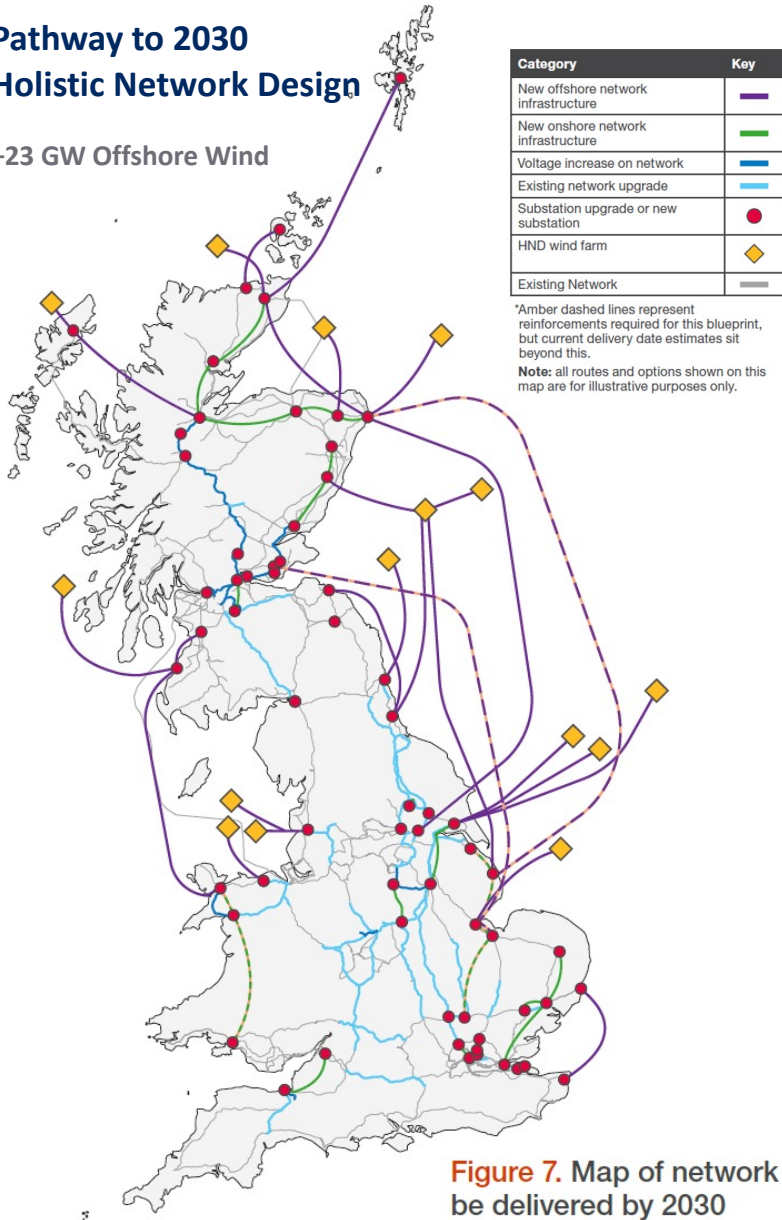 Pathway to 2030
Holistic Network Design
-23 GW Offshore Wind
Category Key
New offshore network
infrastructure
New onshore network
infrastructure
Voltage increase on network
Existing network upgrade
Substation upgrade or new
substation
HND wind farm
Existing Network
*Amber dashed lines represent
reinforcements required for this blueprint,
but current delivery date estimates sit
beyond this.
Note: all routes and options shown on this
map are for illustrative purposes only.
Figure 7. Map of network
be delivered by 2030